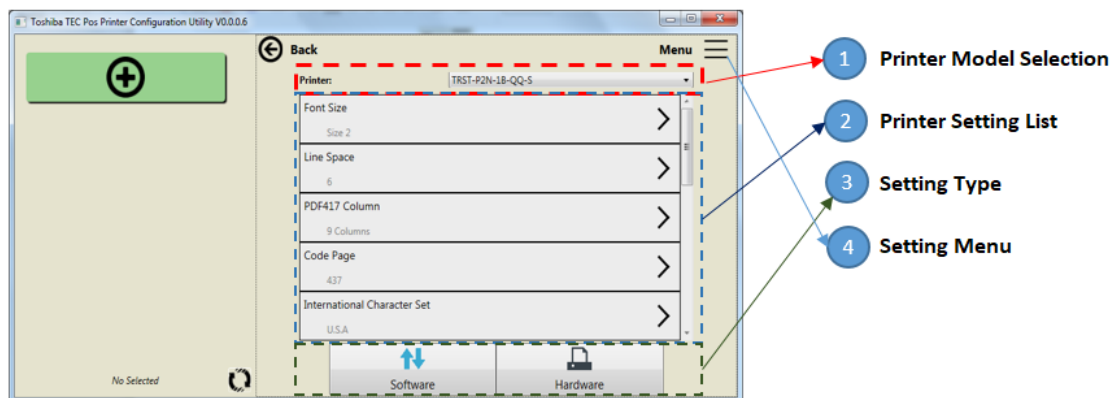 Toshiba TEC Pos Printer Configuration Utility V0.0.0.6
Back
Menu
Printer:
TRST-P2N-1B-QQ-S
Font Size
Size 2
Line Space
6
PDF417 Column
9 Columns
Code Page
437
International Character Set
U.S.A
Software
Hardware
No Selected
1 Printer Model Selection
2 Printer Setting List
3 Setting Type
4 Setting Menu